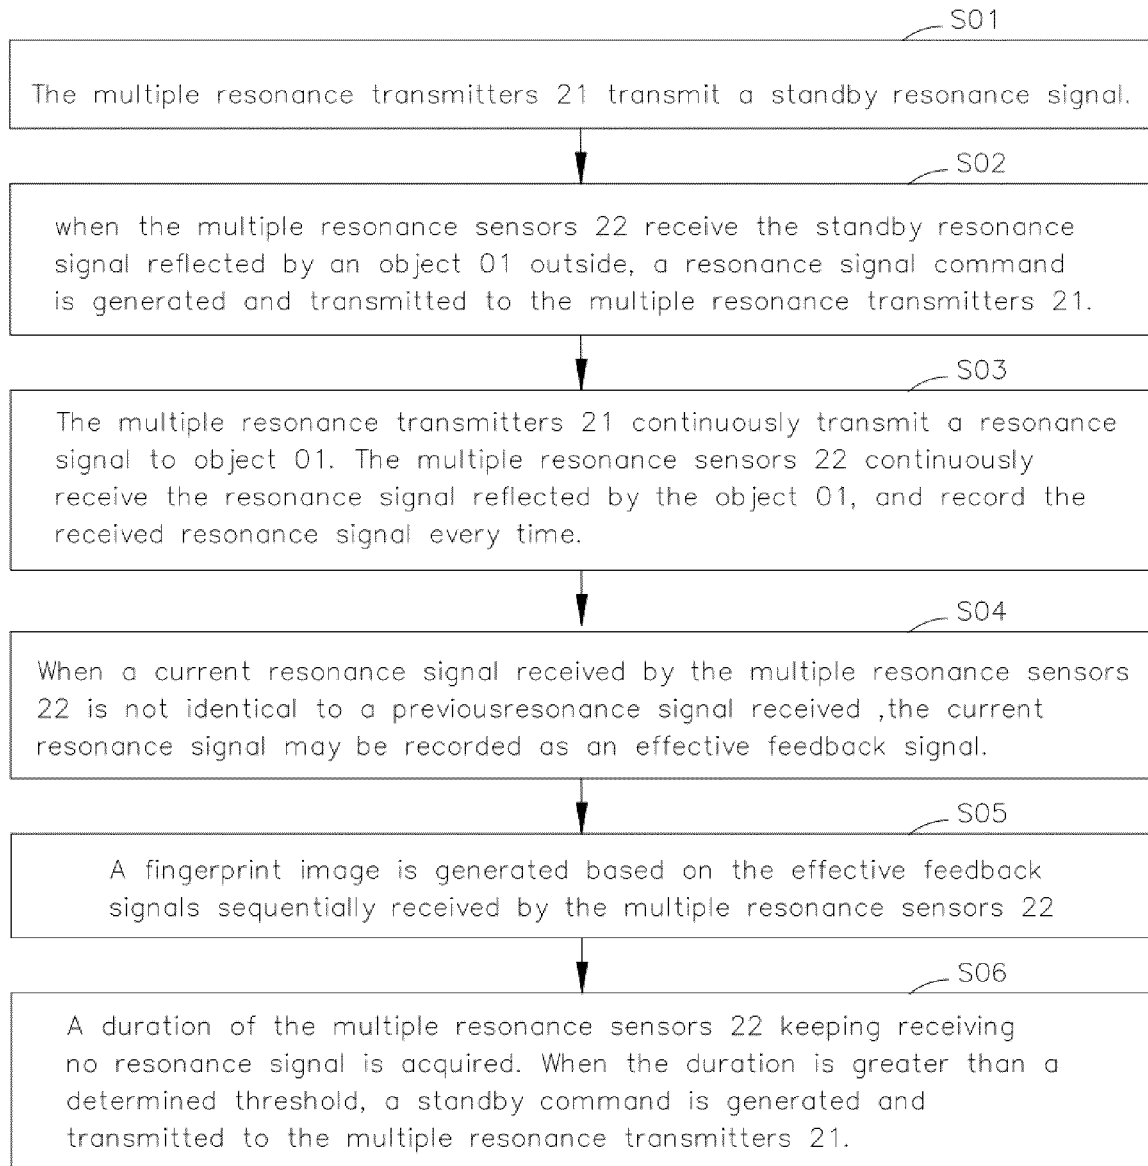 S01
The multiple resonance transmitters 21 transmit a standby resonance signal.
S02
when the multiple resonance sensors 22 receive the standby resonance
signal reflected by an object 01 outside, a resonance signal command
is generated and transmitted to the multiple resonance transmitters 21.
S03
The multiple resonance transmitters 21 continuously transmit a resonance
signal to object 01. The multiple resonance sensors 22 continuously
receive the resonance signal reflected by the object 01, and record the
received resonance signal every time.
S04
When a current resonance signal received by the multiple resonance sensors
22 is not identical to a previousresonance signal received ,the current
resonance signal may be recorded as an effective feedback signal.
S05
A fingerprint image is generated based on the effective feedback
signals sequentially received by the multiple resonance sensors 22
S06
A duration of the multiple resonance sensors 22 keeping receiving
no resonance signal is acquired. When the duration is greater than a
determined threshold, a standby command is generated and
transmitted to the multiple resonance transmitters 21.